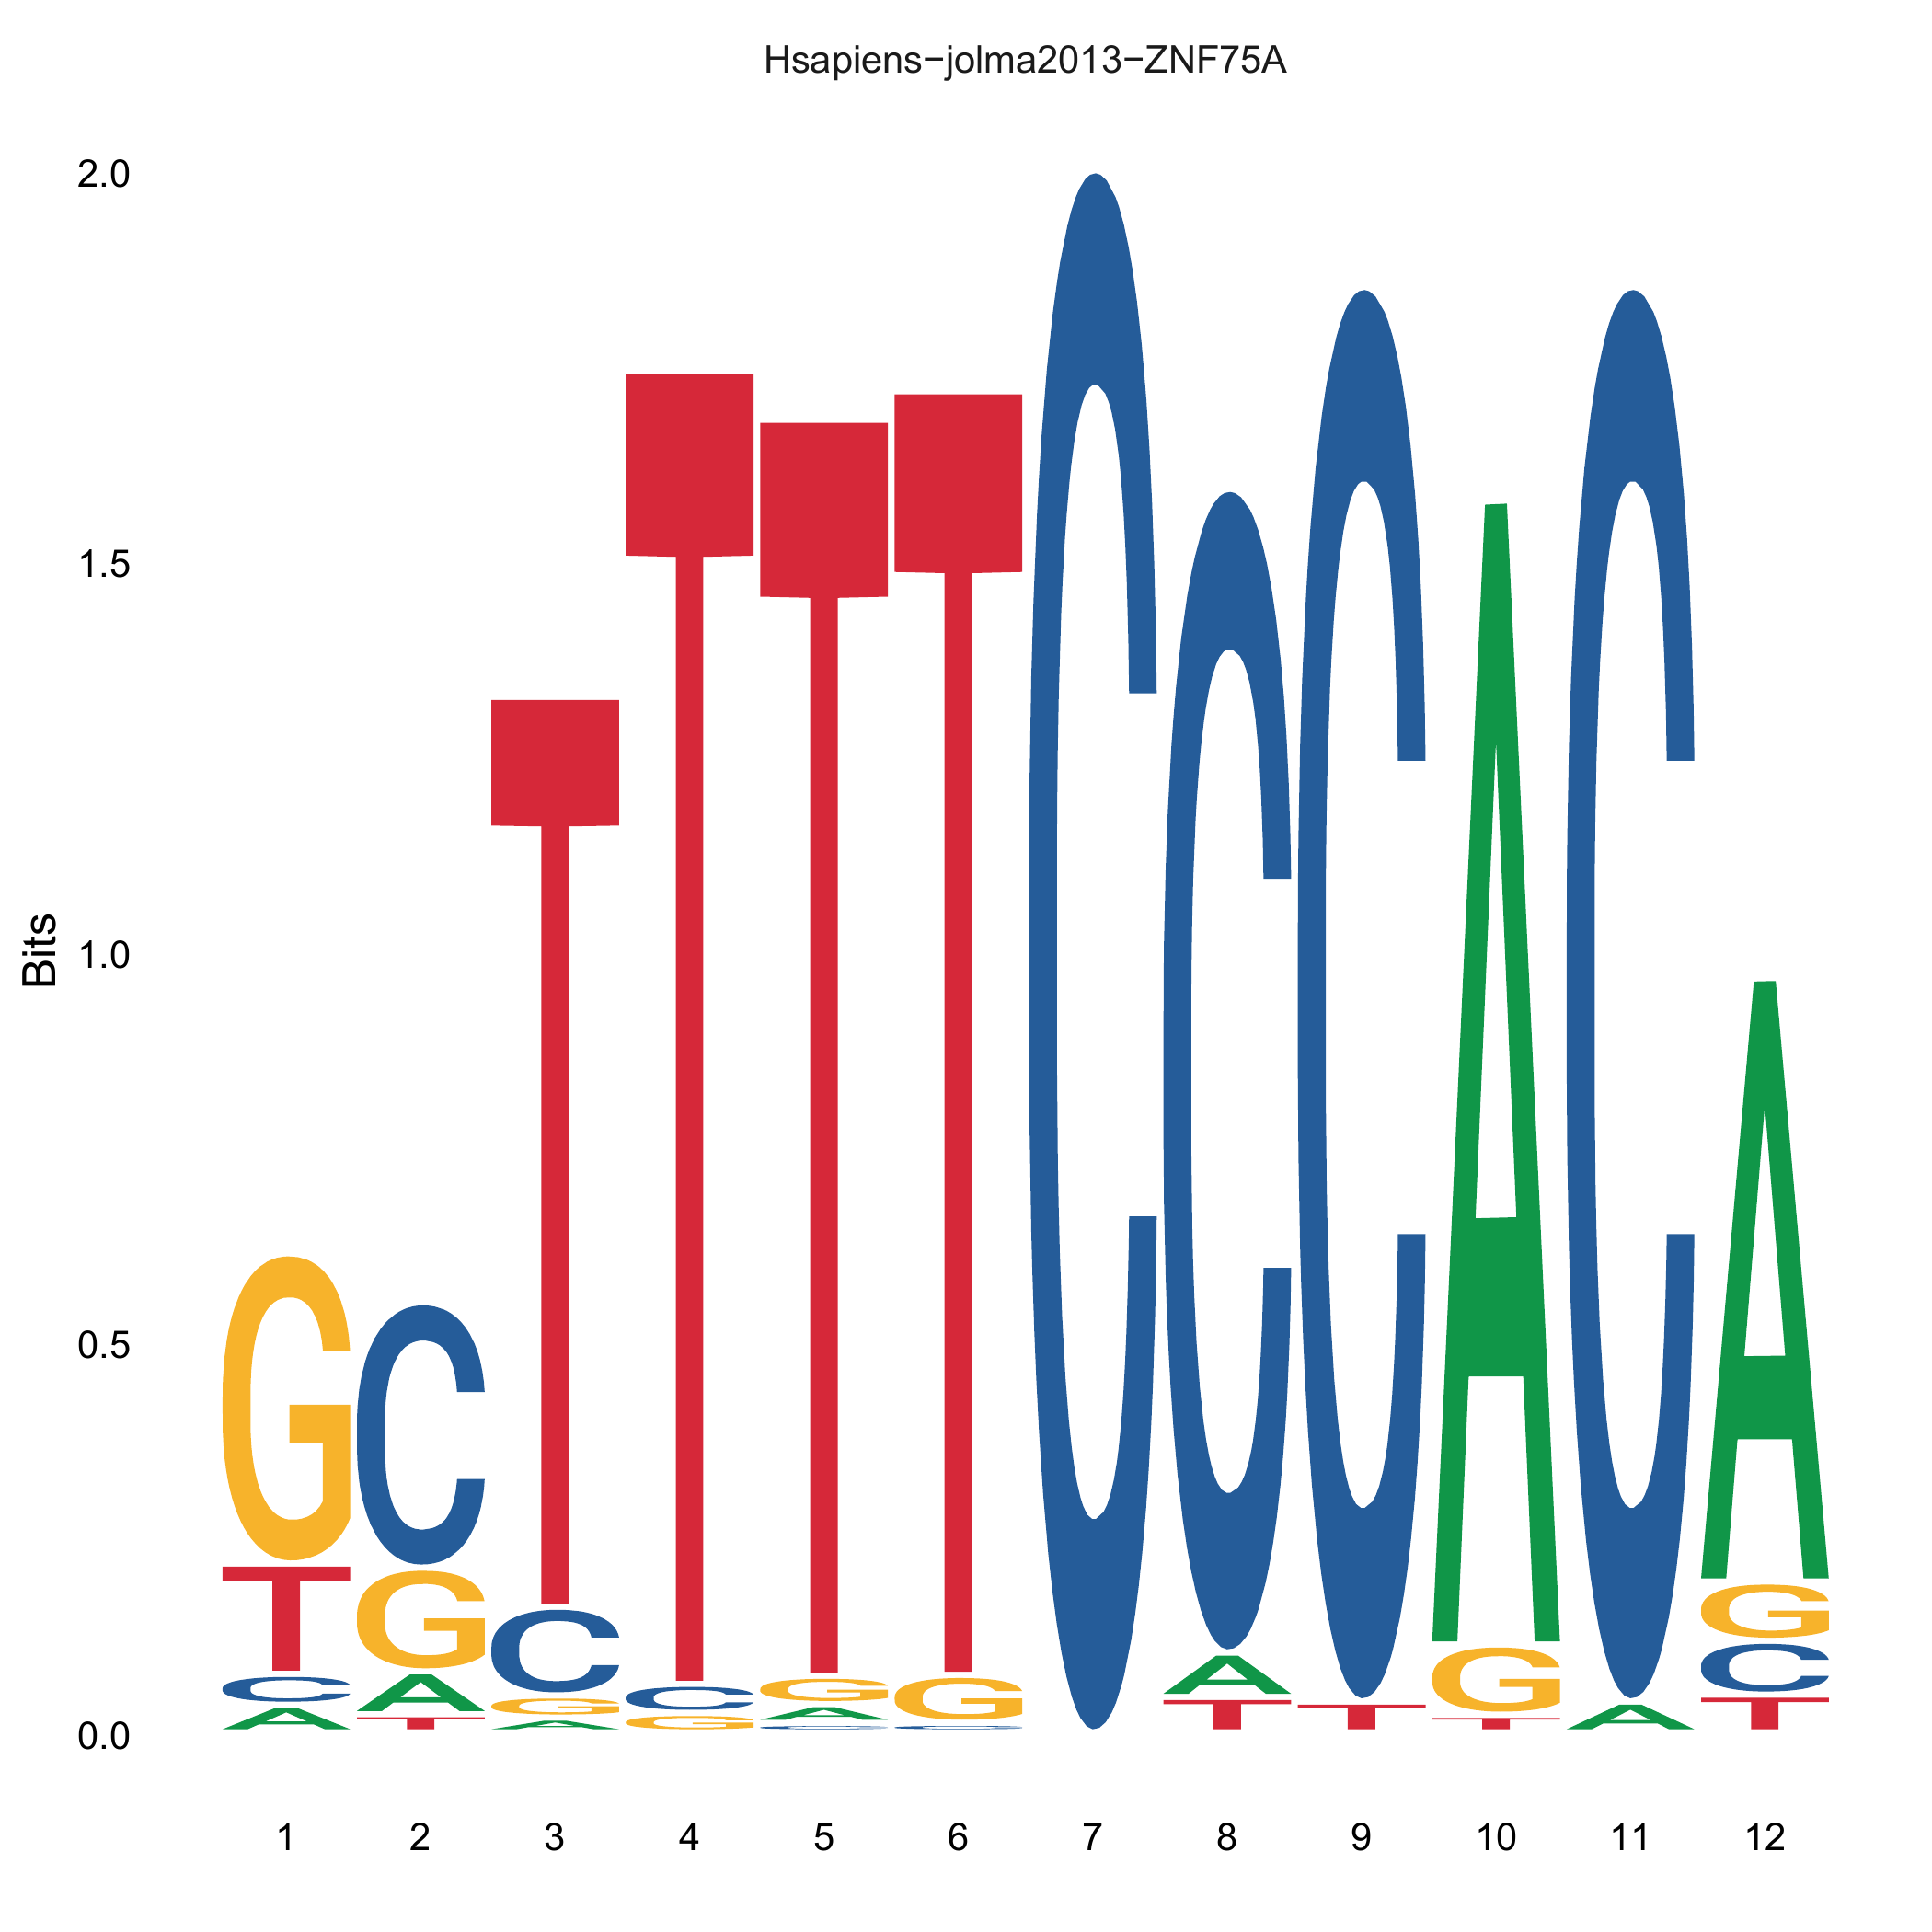 Hsapiens−jolma2013−ZNF75A
2.0
1.5
1.0
0.5
0.0
Bits
G C T T T T C C C A C A
T G C C G G A T G A G
C A G G A C T T C
A T A C T
1 2 3 4 5 6 7 8 9 10 11 12